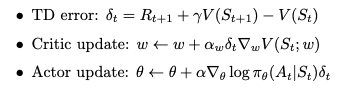 • TD error: δ_t = R_{t+1} + γV(S_{t+1}) − V(S_t)
• Critic update: w ← w + α_w δ_t ∇_w V(S_t; w)
• Actor update: θ ← θ + α∇_θ log π_θ(A_t|S_t)δ_t